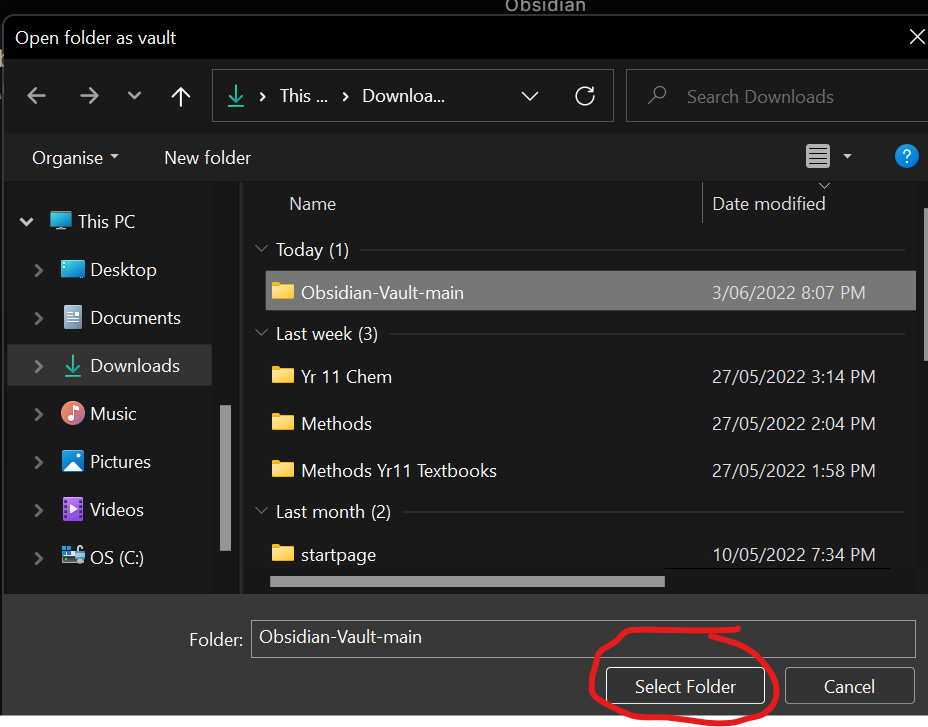 Obsidian
Open folder as vault
This ... Downloa... Search Downloads
Organise New folder
Name Date modified
This PC
Desktop
Documents
Downloads
Music
Pictures
Videos
OS (C:)
Today (1)
Obsidian-Vault-main 3/06/2022 8:07 PM
Last week (3)
Yr 11 Chem 27/05/2022 3:14 PM
Methods 27/05/2022 2:04 PM
Methods Yr11 Textbooks 27/05/2022 1:58 PM
Last month (2)
startpage 10/05/2022 7:34 PM
Folder: Obsidian-Vault-main
Select Folder Cancel